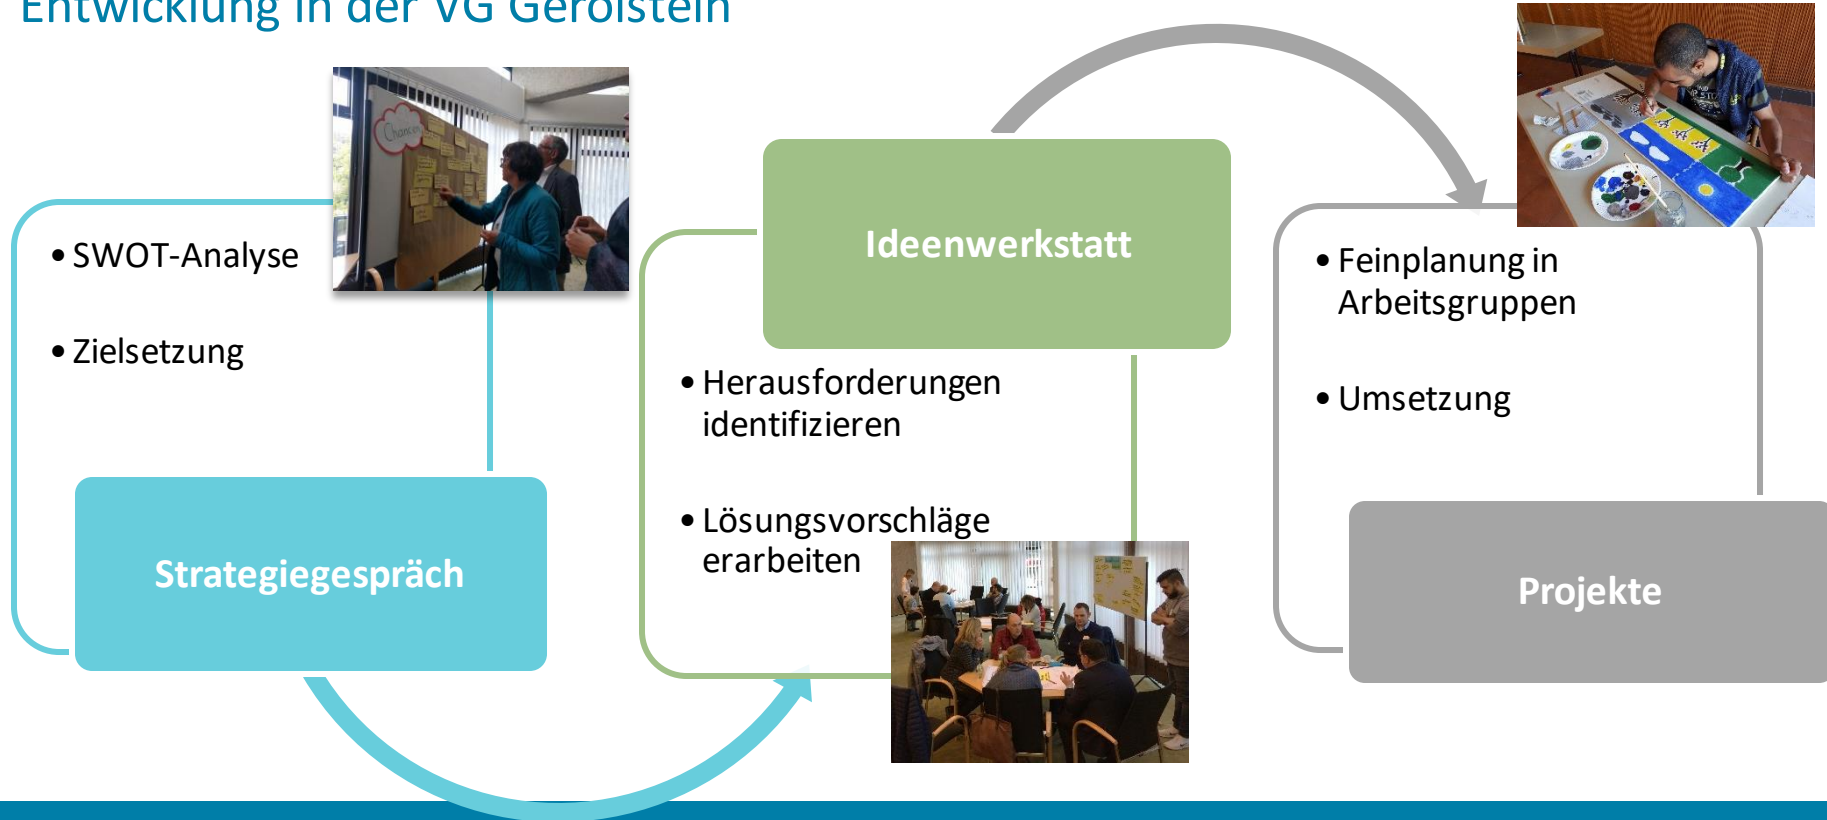 Entwicklung in der VG Gerolstein
Chancen
• SWOT-Analyse
• Zielsetzung
Strategiegespräch
Ideenwerkstatt
• Herausforderungen
identifizieren
• Lösungsvorschläge
erarbeiten
• Feinplanung in
Arbeitsgruppen
• Umsetzung
Projekte